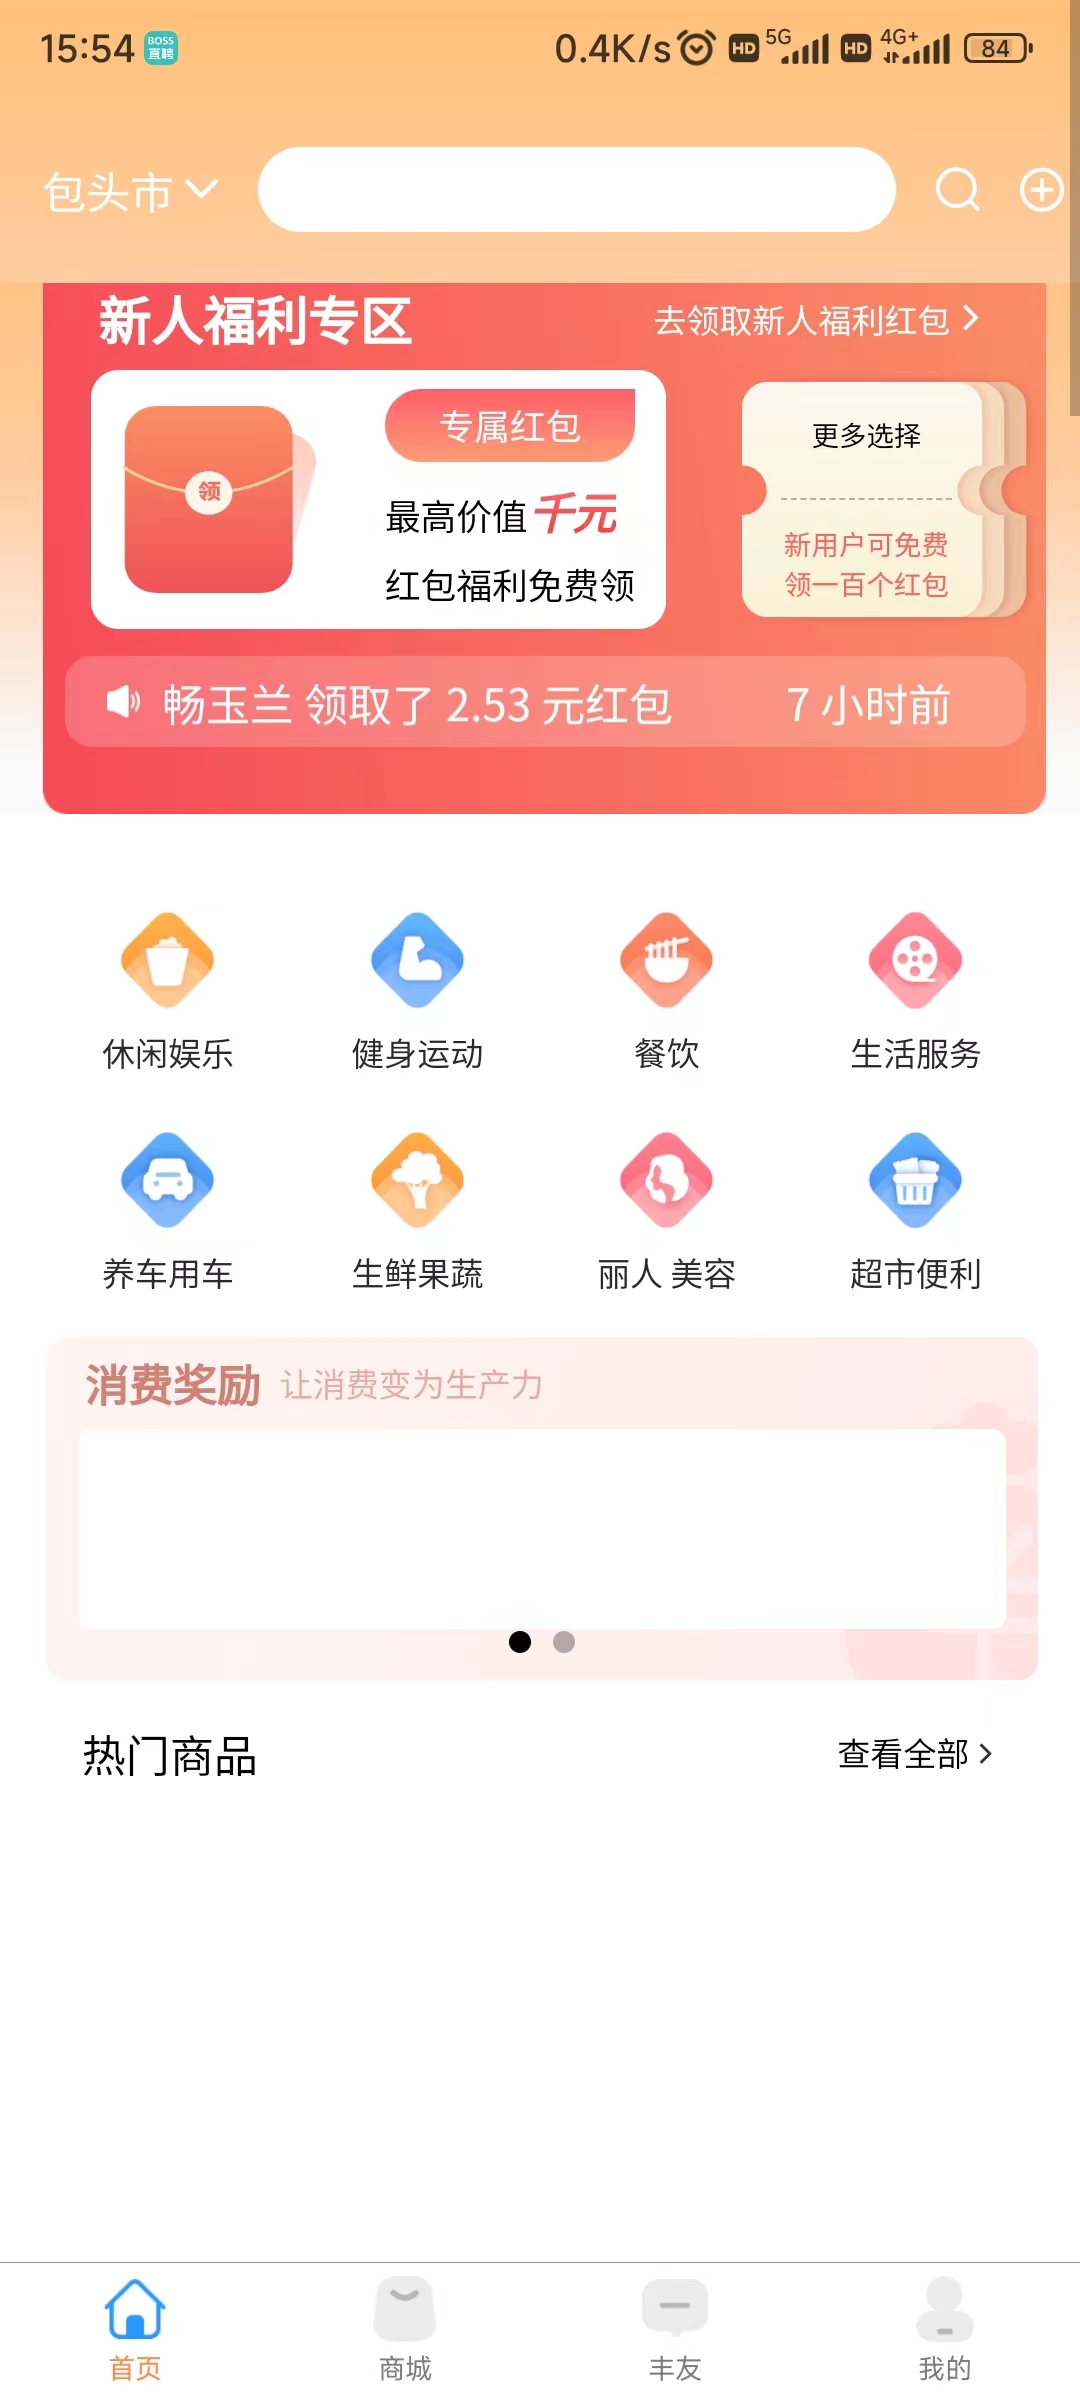 15:54 BOSS直聘 0.4K/s HD 5G HD 4G+ 84
包头市
新人福利专区 去领取新人福利红包
专属红包
领
最高价值千元
红包福利免费领
更多选择
新用户可免费
领一百个红包
畅玉兰 领取了 2.53 元红包 7 小时前
休闲娱乐 健身运动 餐饮 生活服务
养车用车 生鲜果蔬 丽人 美容 超市便利
消费奖励 让消费变为生产力
热门商品 查看全部
首页 商城 丰友 我的